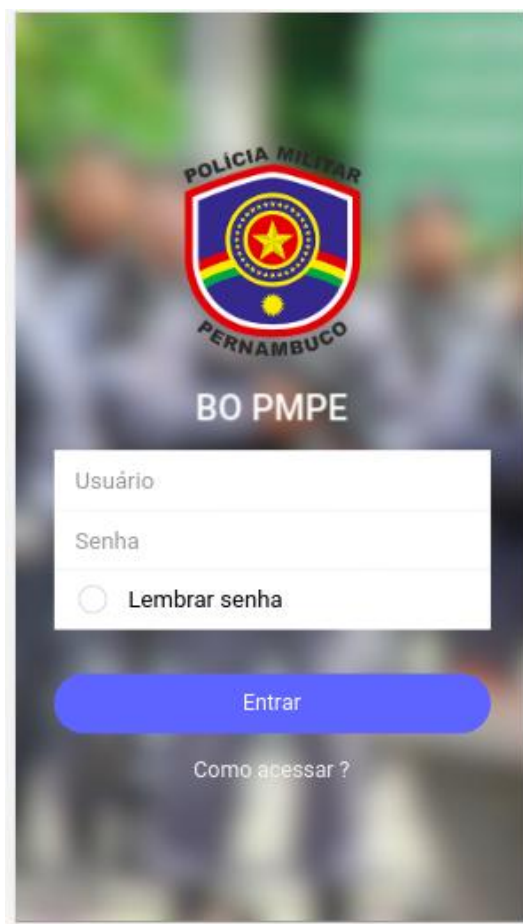 POLÍCIA MILITAR
PERNAMBUCO
BO PMPE
Usuário
Senha
Lembrar senha
Entrar
Como acessar ?